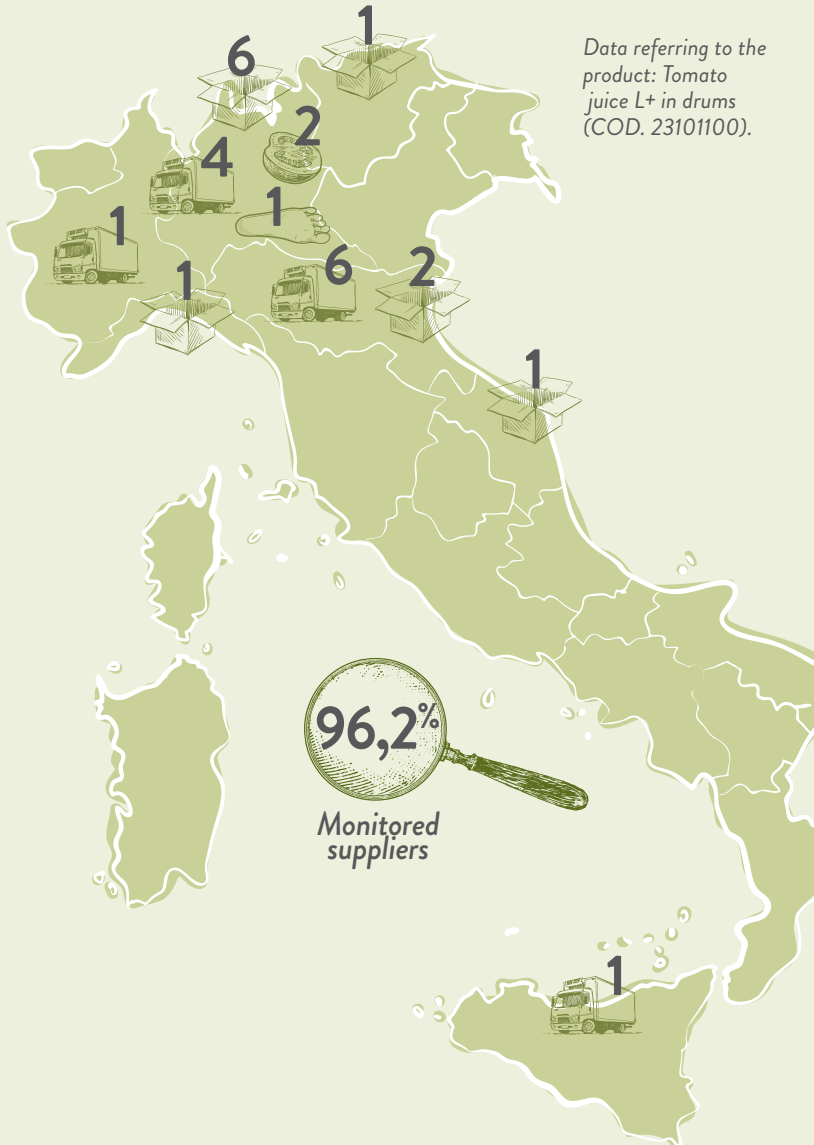 1
6
Data referring to the
product: Tomato
juice L+ in drums
(COD. 23101100).
2
4
1
1
6
2
1
1
96,2%
Monitored
suppliers
1